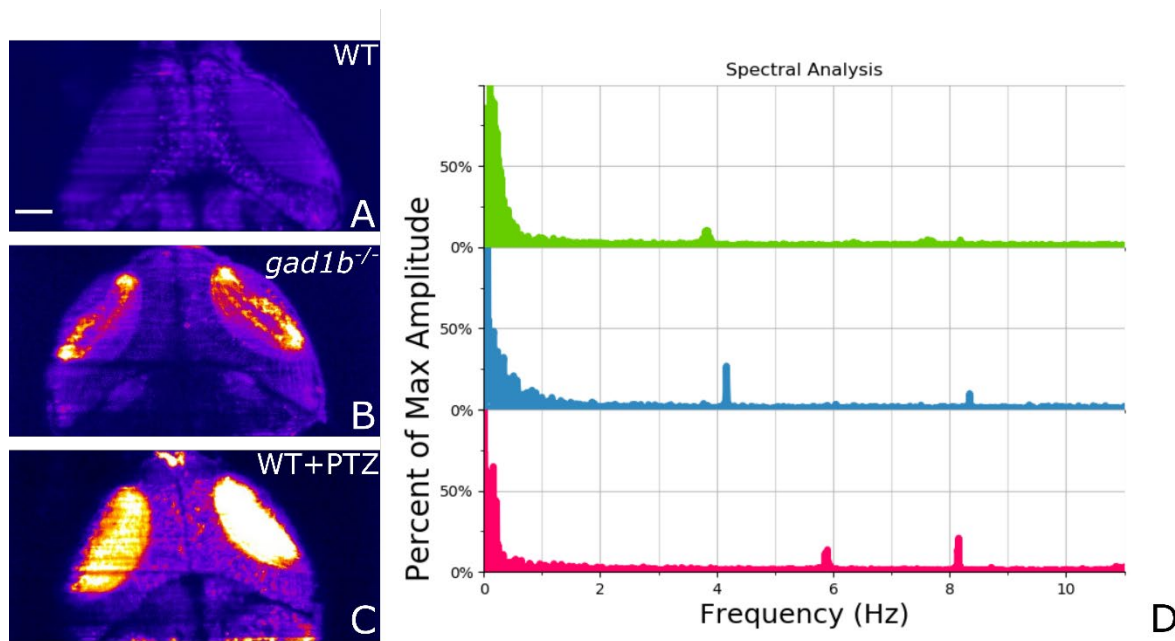 WT
A
gad1b-/-
B
WT+PTZ
C
Spectral Analysis
Percent of Max Amplitude
50%
0%
50%
0%
50%
0%
0 2 4 6 8 10
Frequency (Hz)
D